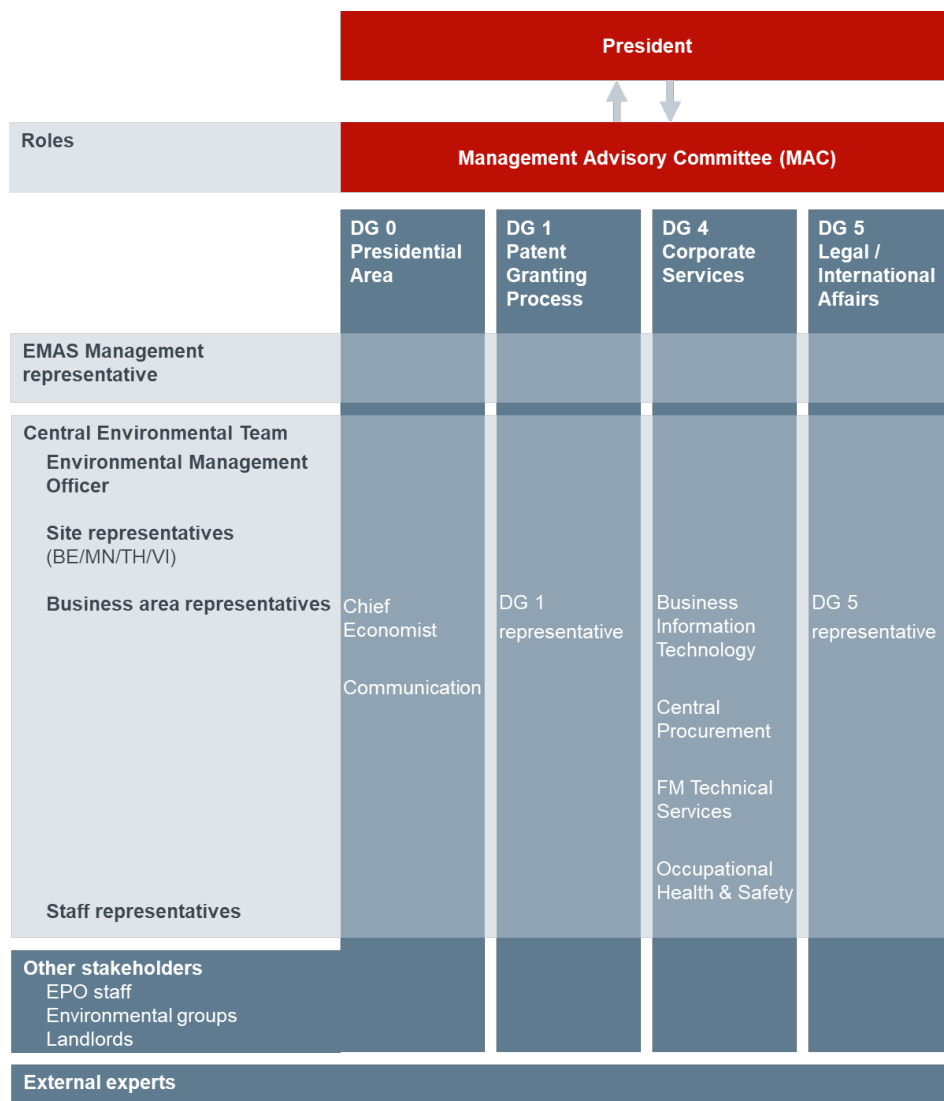 President
Roles
Management Advisory Committee (MAC)
DG 0
Presidential
Area
DG 1
Patent
Granting
Process
DG 4
Corporate
Services
DG 5
Legal /
International
Affairs
EMAS Management
representative
Central Environmental Team
Environmental Management
Officer
Site representatives
(BE/MN/TH/VI)
Business area representatives
Chief
Economist
Communication
DG 1
representative
Business
Information
Technology
Central
Procurement
FM Technical
Services
Occupational
Health & Safety
DG 5
representative
Staff representatives
Other stakeholders
EPO staff
Environmental groups
Landlords
External experts